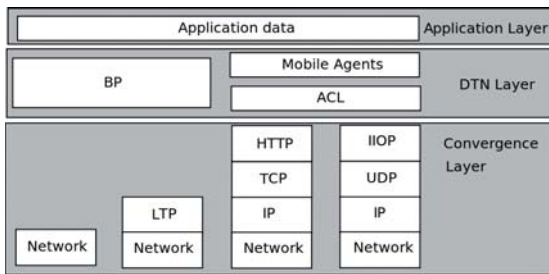 Application data
Application Layer
BP
Mobile Agents
ACL
DTN Layer
HTTP
IIOP
Convergence
Layer
TCP
UDP
LTP
IP
IP
Network
Network
Network
Network